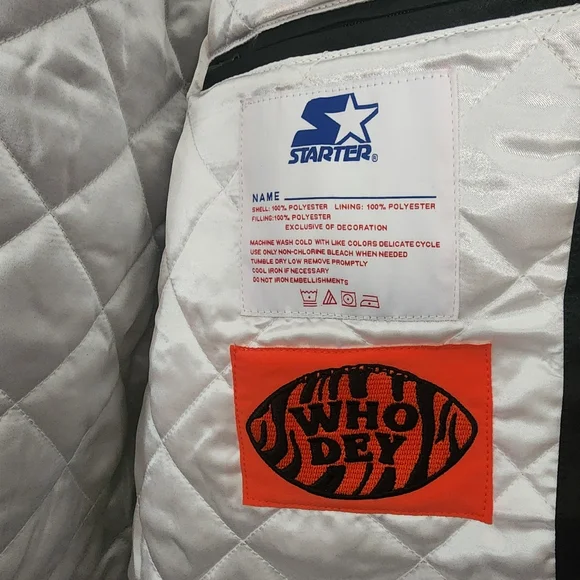 STARTER®
NAME
SHELL: 100% POLYESTER LINING: 100% POLYESTER
FILLING:100% POLYESTER
EXCLUSIVE OF DECORATION
MACHINE WASH COLD WITH LIKE COLORS DELICATE CYCLE
USE ONLY NON-CHLORINE BLEACH WHEN NEEDED
TUMBLE DRY LOW REMOVE PROMPTLY
COOL IRON IF NECESSARY
DO NOT IRON EMBELLISHMENTS
WHO
DEY